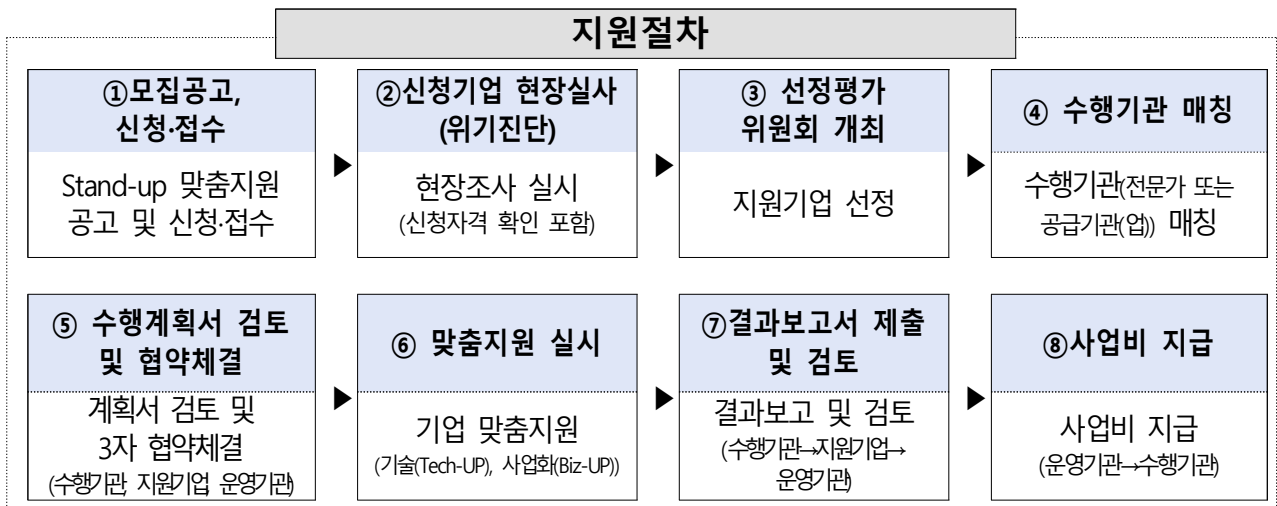 지원절차
①모집공고,
신청·접수
Stand-up 맞춤지원
공고 및 신청·접수
▶
②신청기업 현장실사
(위기진단)
현장조사 실시
(신청자격 확인 포함)
▶
③ 선정평가
위원회 개최
지원기업 선정
▶
④ 수행기관 매칭
수행기관(전문가 또는
공급기관(업)) 매칭
⑤ 수행계획서 검토
및 협약체결
계획서 검토 및
3자 협약체결
(수행기관, 지원기업, 운영기관)
▶
⑥ 맞춤지원 실시
기업 맞춤지원
(기술(Tech-UP), 사업화(Biz-UP))
▶
⑦결과보고서 제출
및 검토
결과보고 및 검토
(수행기관→지원기업→
운영기관)
▶
⑧사업비 지급
사업비 지급
(운영기관→수행기관)